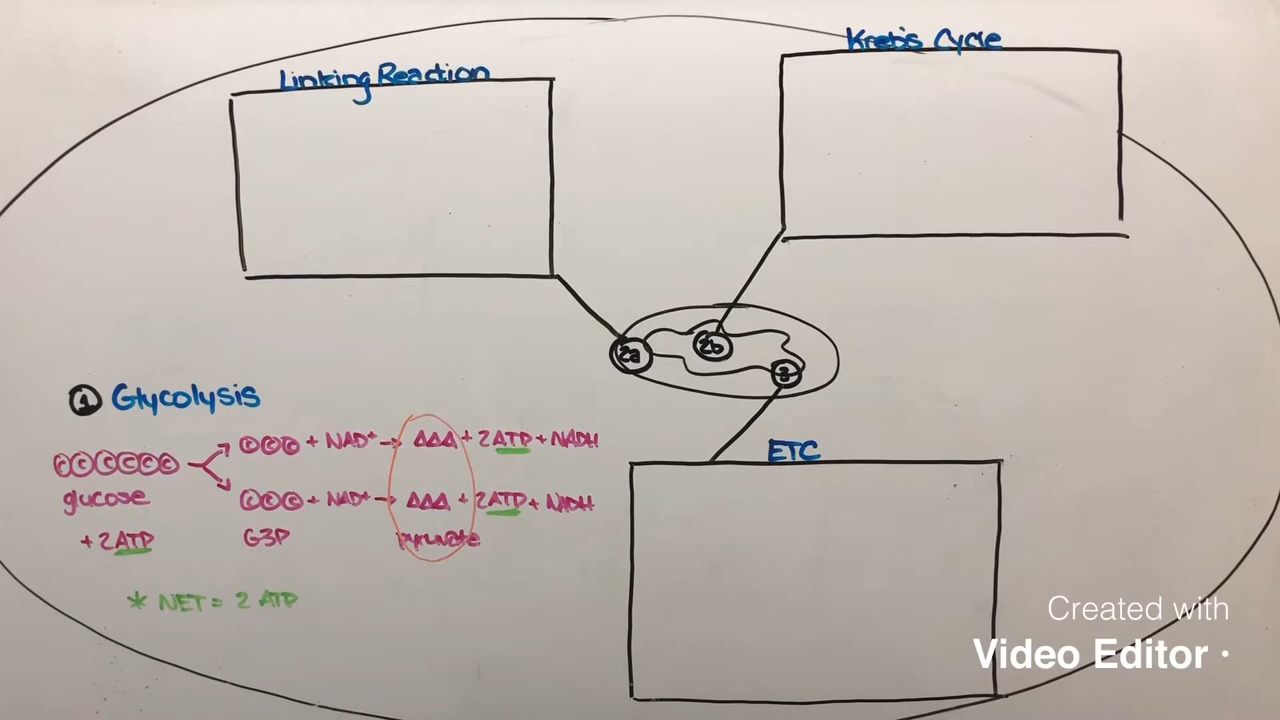 Kreb's Cycle
Linking Reaction
2a
2b
3
1 Glycolysis
ETC
CCCCCC
CCC + NAD+ → ΔΔΔ + 2ATP + NADH
glucose
CCC + NAD+ → ΔΔΔ + 2ATP + NADH
+ 2ATP
G3P
pyruvate
* NET = 2 ATP
Created with
Video Editor